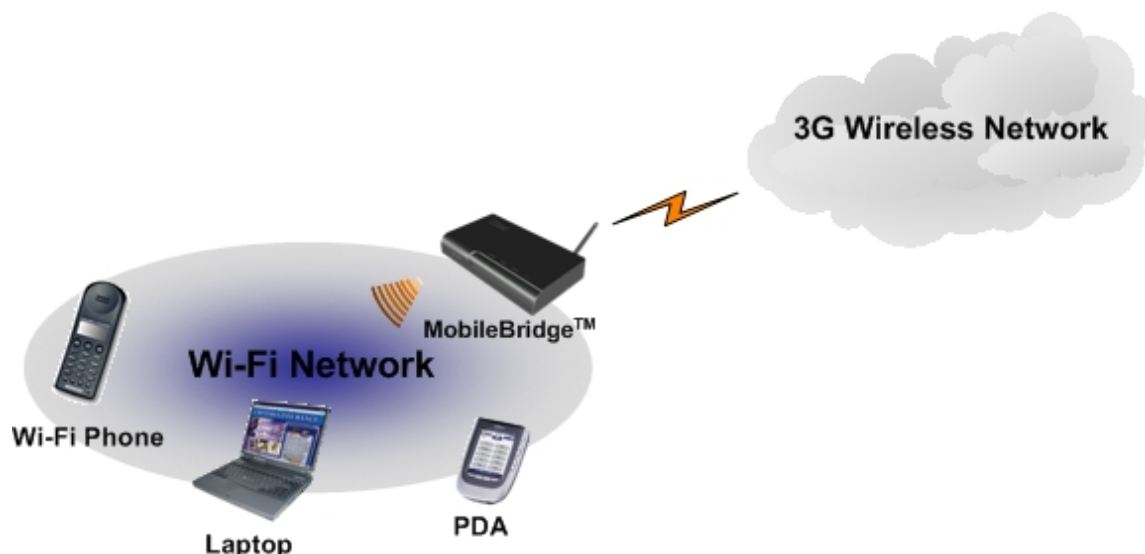 3G Wireless Network
MobileBridge™
Wi-Fi Network
Wi-Fi Phone
Laptop
PDA